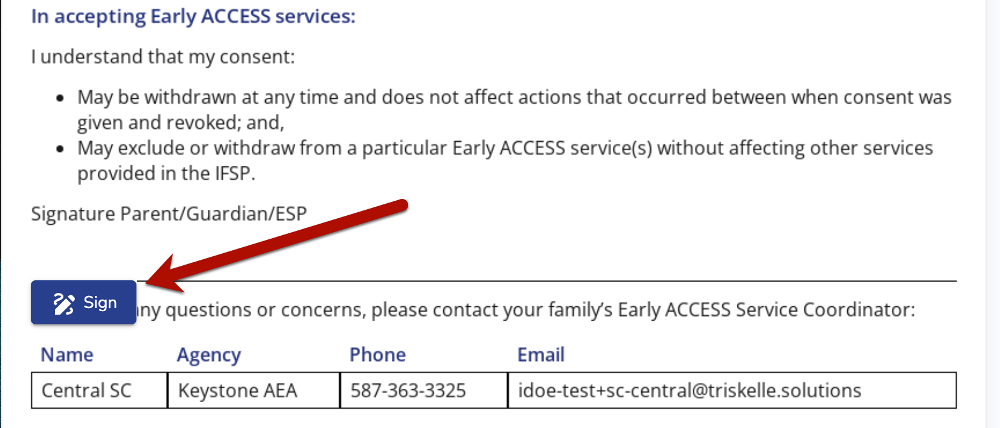 In accepting Early ACCESS services:
I understand that my consent:
• May be withdrawn at any time and does not affect actions that occurred between when consent was
given and revoked; and,
• May exclude or withdraw from a particular Early ACCESS service(s) without affecting other services
provided in the IFSP.
Signature Parent/Guardian/ESP
Sign
questions or concerns, please contact your family’s Early ACCESS Service Coordinator:
Name Agency Phone Email
Central SC Keystone AEA 587-363-3325 idoe-test+sc-central@triskelle.solutions